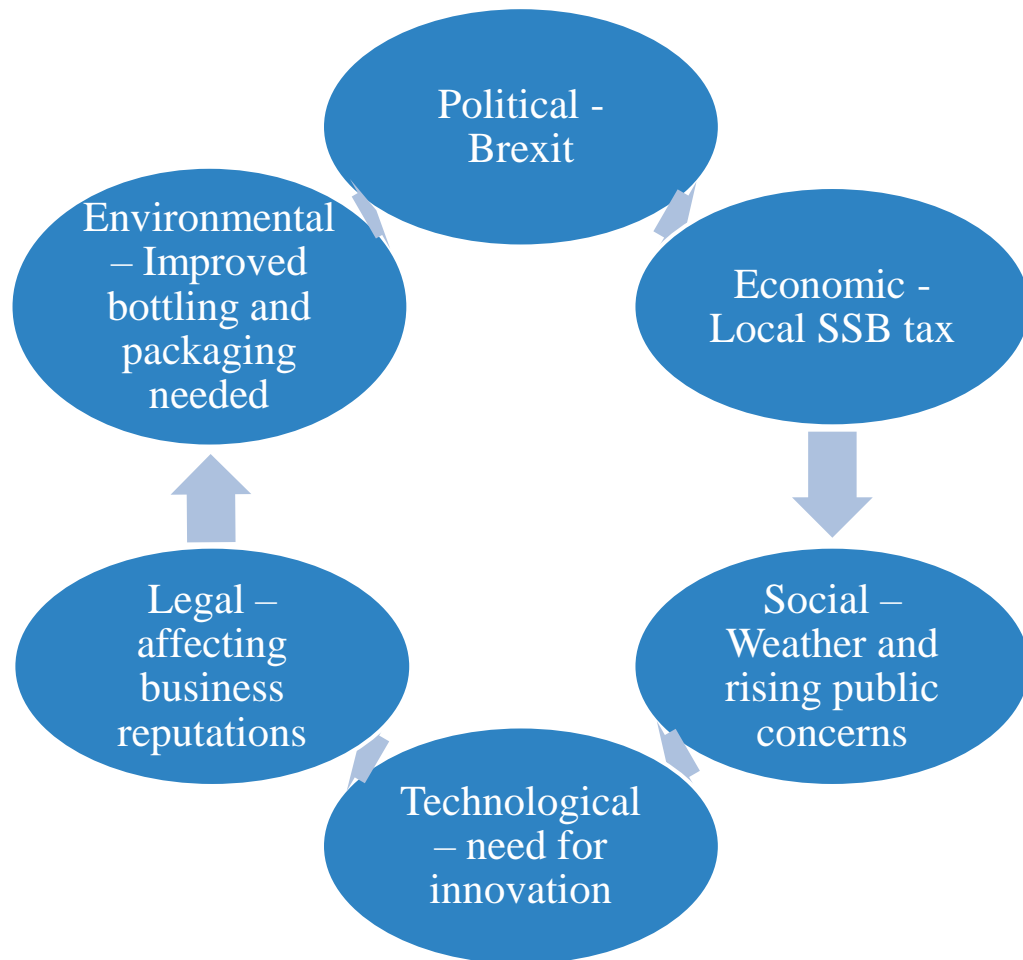 Political -
Brexit
Economic -
Local SSB tax
Social –
Weather and
rising public
concerns
Technological
– need for
innovation
Legal –
affecting
business
reputations
Environmental
– Improved
bottling and
packaging
needed